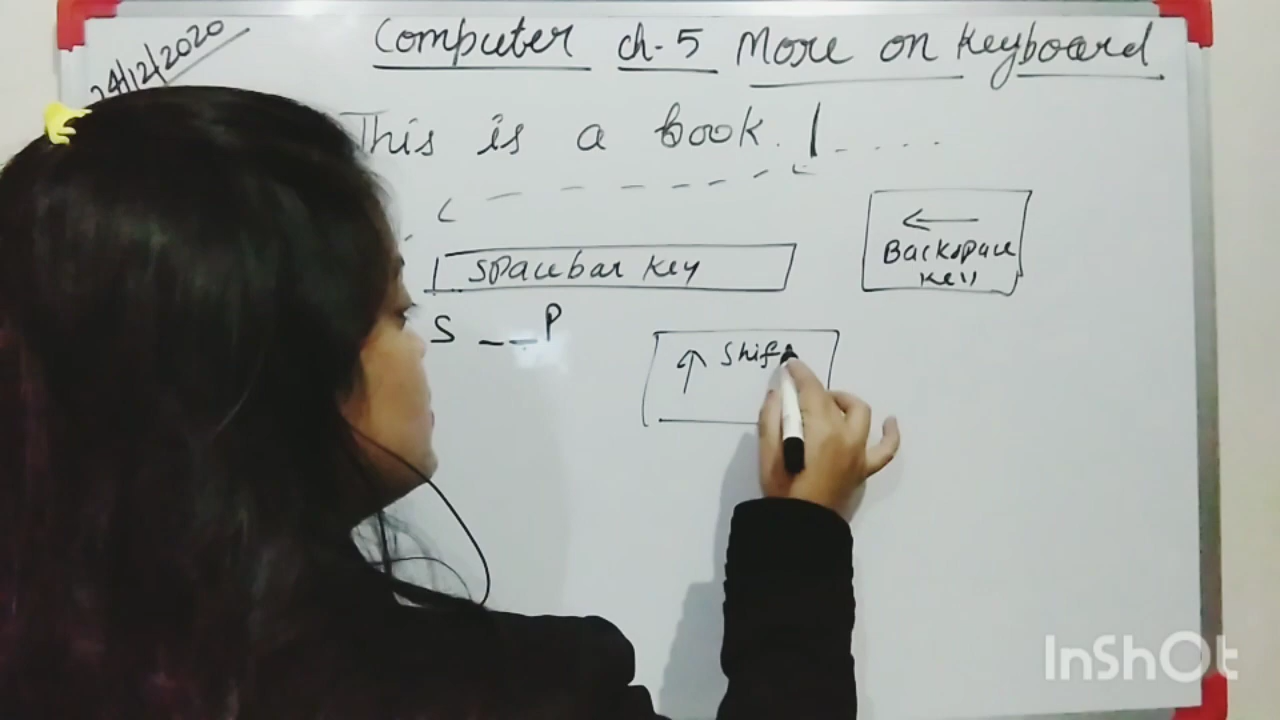 24/12/2020
Computer ch-5 More on Keyboard
This is a book.
Backspace Key
Spacebar Key
S _ _ P
Shift
InShOt